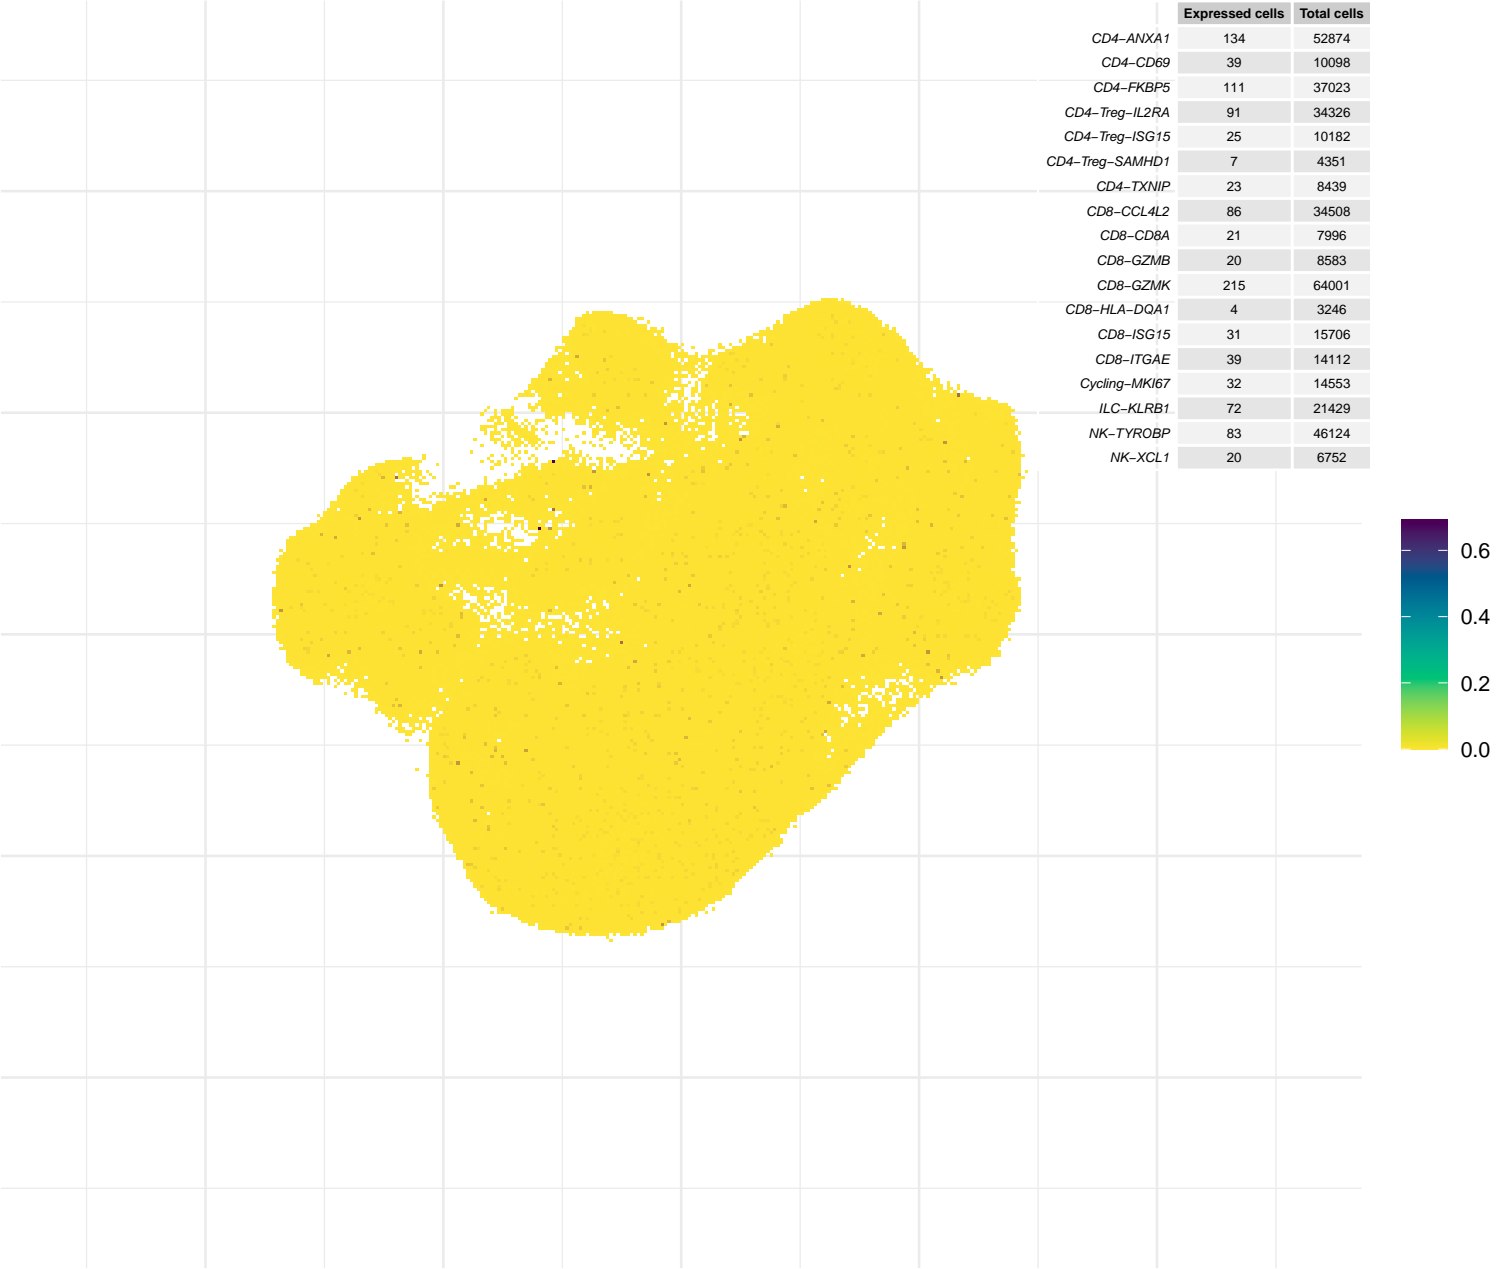 Expressed cells Total cells
CD4−ANXA1 134 52874
CD4−CD69 39 10098
CD4−FKBP5 111 37023
CD4−Treg−IL2RA 91 34326
CD4−Treg−ISG15 25 10182
CD4−Treg−SAMHD1 7 4351
CD4−TXNIP 23 8439
CD8−CCL4L2 86 34508
CD8−CD8A 21 7996
CD8−GZMB 20 8583
CD8−GZMK 215 64001
CD8−HLA−DQA1 4 3246
CD8−ISG15 31 15706
CD8−ITGAE 39 14112
Cycling−MKI67 32 14553
ILC−KLRB1 72 21429
NK−TYROBP 83 46124
NK−XCL1 20 6752
0.6
0.4
0.2
0.0